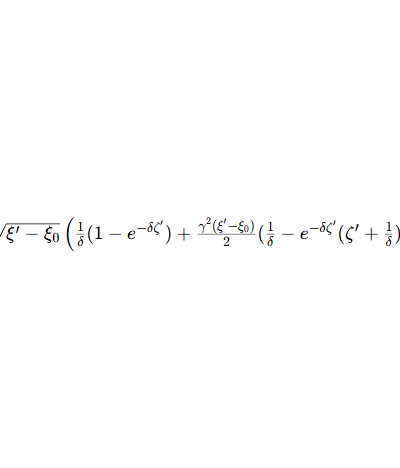 √ξ′ − ξ₀ ( 1/δ (1 − e^{−δζ′}) + γ²(ξ′−ξ₀)/2 ( 1/δ − e^{−δζ′} (ζ′ + 1/δ)